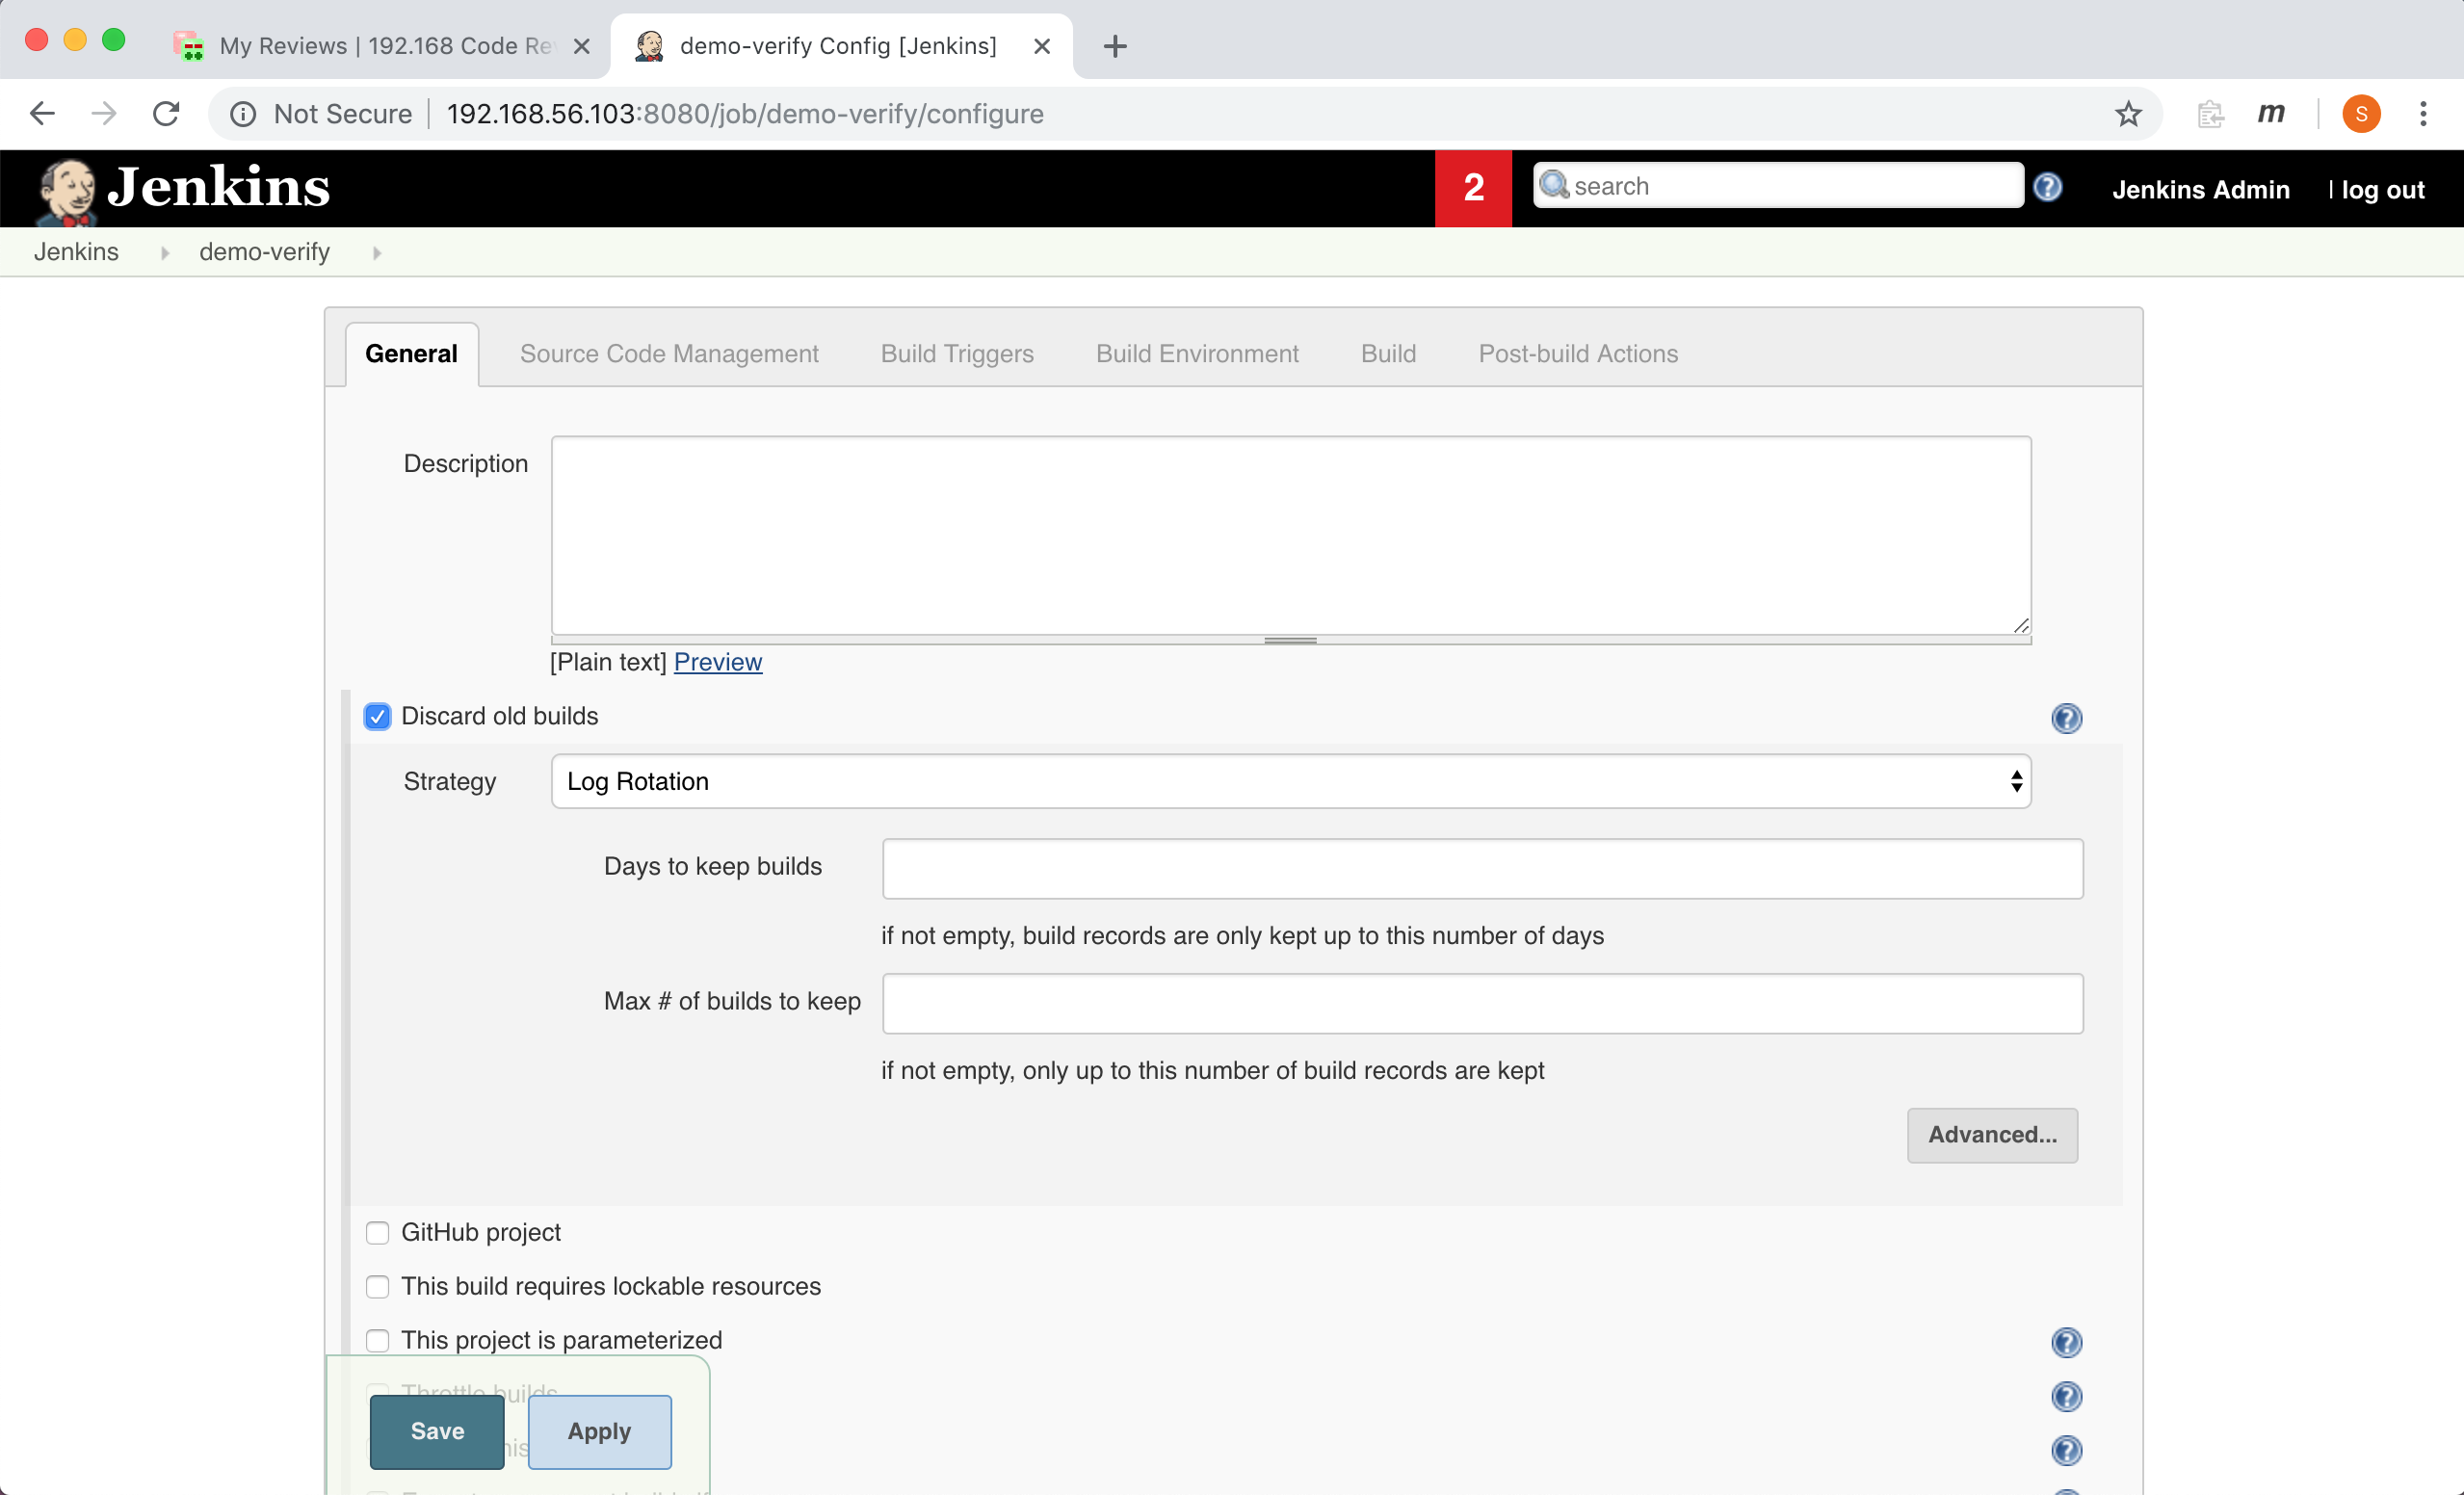 My Reviews | 192.168 Code Re
demo-verify Config [Jenkins]
Not Secure | 192.168.56.103:8080/job/demo-verify/configure
m
S
Jenkins
2
search
Jenkins Admin
| log out
Jenkins
demo-verify
General
Source Code Management
Build Triggers
Build Environment
Build
Post-build Actions
Description
[Plain text] Preview
Discard old builds
Strategy
Log Rotation
Days to keep builds
if not empty, build records are only kept up to this number of days
Max # of builds to keep
if not empty, only up to this number of build records are kept
Advanced...
GitHub project
This build requires lockable resources
This project is parameterized
Throttle builds
Save
Apply